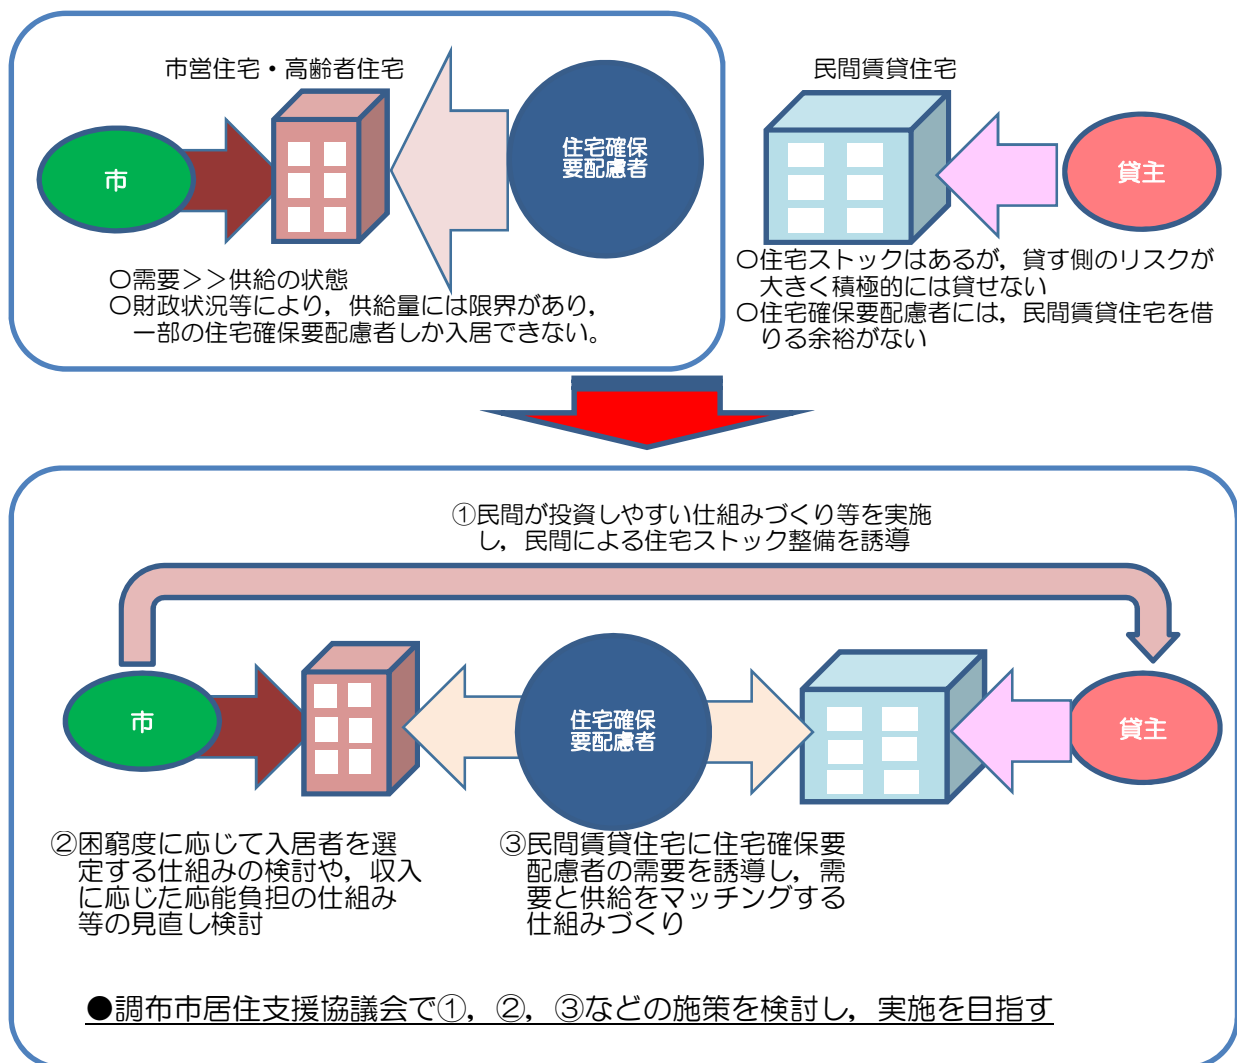 市営住宅・高齢者住宅
市
住宅確保
要配慮者
〇需要＞＞供給の状態
〇財政状況等により，供給量には限界があり，
一部の住宅確保要配慮者しか入居できない。
民間賃貸住宅
貸主
〇住宅ストックはあるが，貸す側のリスクが
大きく積極的には貸せない
〇住宅確保要配慮者には，民間賃貸住宅を借
りる余裕がない
①民間が投資しやすい仕組みづくり等を実施
し，民間による住宅ストック整備を誘導
市
住宅確保
要配慮者
貸主
②困窮度に応じて入居者を選
定する仕組みの検討や，収入
に応じた応能負担の仕組み
等の見直し検討
③民間賃貸住宅に住宅確保要
配慮者の需要を誘導し，需
要と供給をマッチングする
仕組みづくり
●調布市居住支援協議会で①，②，③などの施策を検討し，実施を目指す